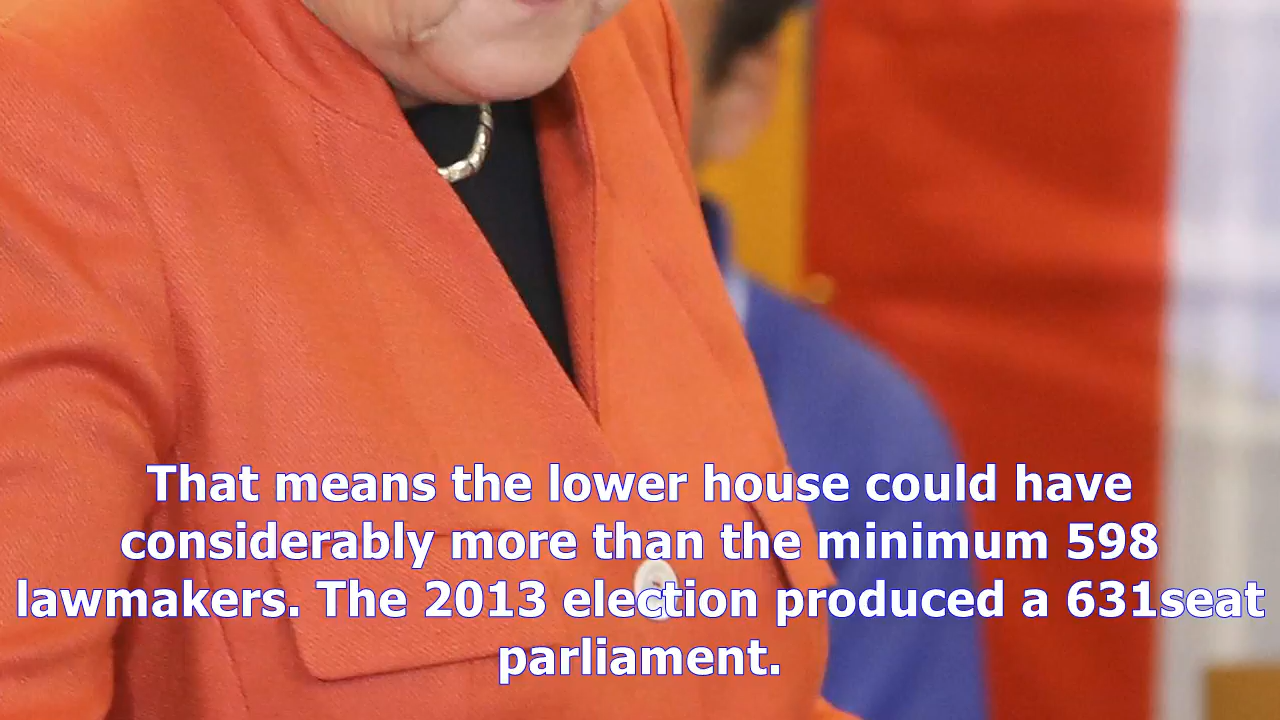 That means the lower house could have
considerably more than the minimum 598
lawmakers. The 2013 election produced a 631seat
parliament.